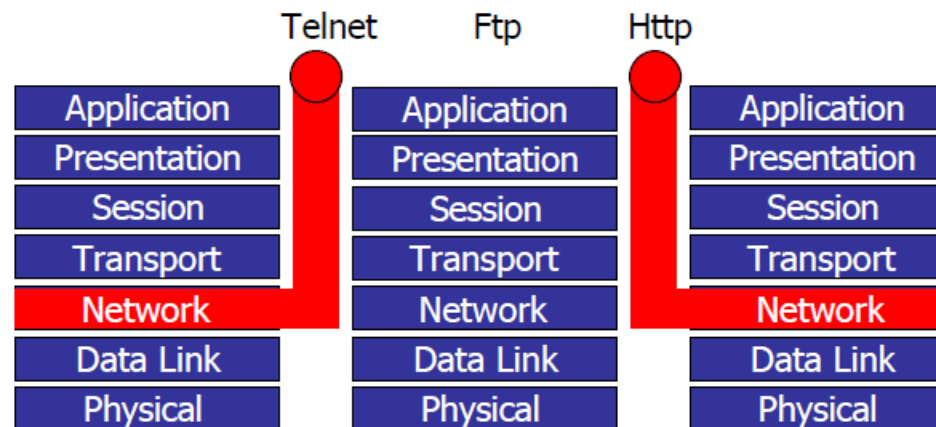 Telnet Ftp Http
Application Application Application
Presentation Presentation Presentation
Session Session Session
Transport Transport Transport
Network Network Network
Data Link Data Link Data Link
Physical Physical Physical